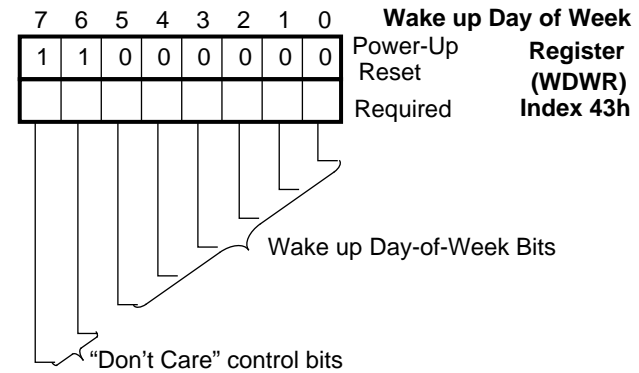 7 6 5 4 3 2 1 0
Wake up Day of Week
Register
(WDWR)
Index 43h
1 1 0 0 0 0 0 0
Power-Up
Reset
Required
Wake up Day-of-Week Bits
“Don’t Care” control bits